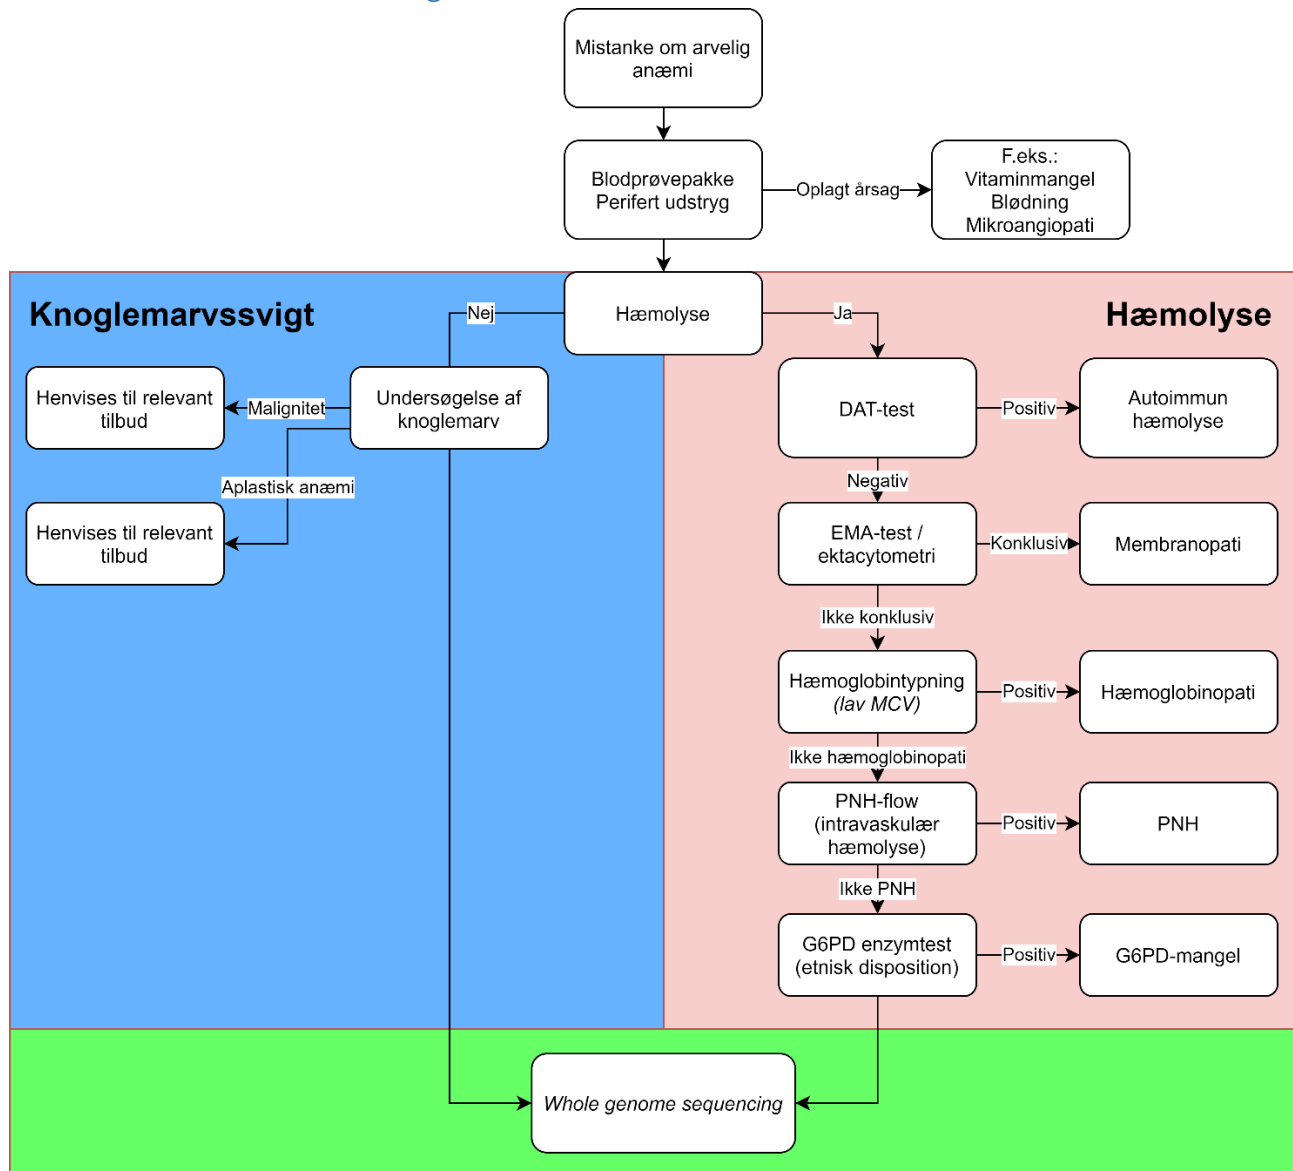 Mistanke om arvelig
anæmi
Blodprøvepakke
Perifert udstryg
Oplagt årsag
F.eks.:
Vitaminmangel
Blødning
Mikroangiopati
Knoglemarvssvigt
Nej
Hæmolyse
Ja
Hæmolyse
Henvises til relevant
tilbud
Malignitet
Undersøgelse af
knoglemarv
DAT-test
Positiv
Autoimmun
hæmolyse
Aplastisk anæmi
Negativ
Henvises til relevant
tilbud
EMA-test /
ektacytometri
Konklusiv
Membranopati
Ikke konklusiv
Hæmoglobintypning
(lav MCV)
Positiv
Hæmoglobinopati
Ikke hæmoglobinopati
PNH-flow
(intravaskulær
hæmolyse)
Positiv
PNH
Ikke PNH
G6PD enzymtest
(etnisk disposition)
Positiv
G6PD-mangel
Whole genome sequencing